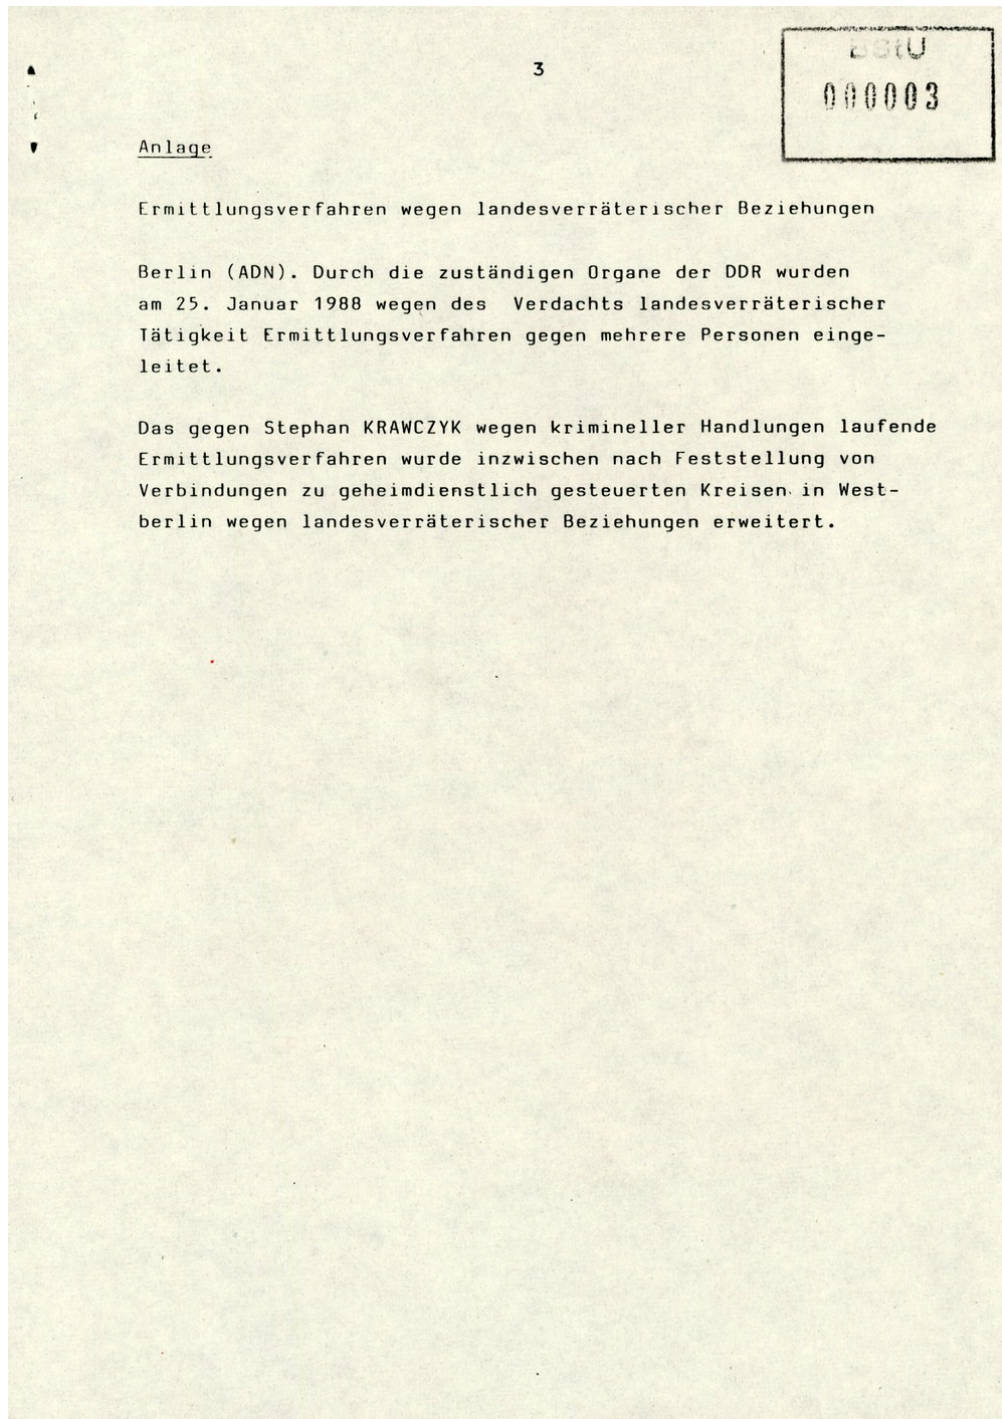 3
BStU
000003
Anlage
Ermittlungsverfahren wegen landesverräterischer Beziehungen
Berlin (ADN). Durch die zuständigen Organe der DDR wurden
am 25. Januar 1988 wegen des Verdachts landesverräterischer
Tätigkeit Ermittlungsverfahren gegen mehrere Personen einge-
leitet.
Das gegen Stephan KRAWCZYK wegen krimineller Handlungen laufende
Ermittlungsverfahren wurde inzwischen nach Feststellung von
Verbindungen zu geheimdienstlich gesteuerten Kreisen in West-
berlin wegen landesverräterischer Beziehungen erweitert.